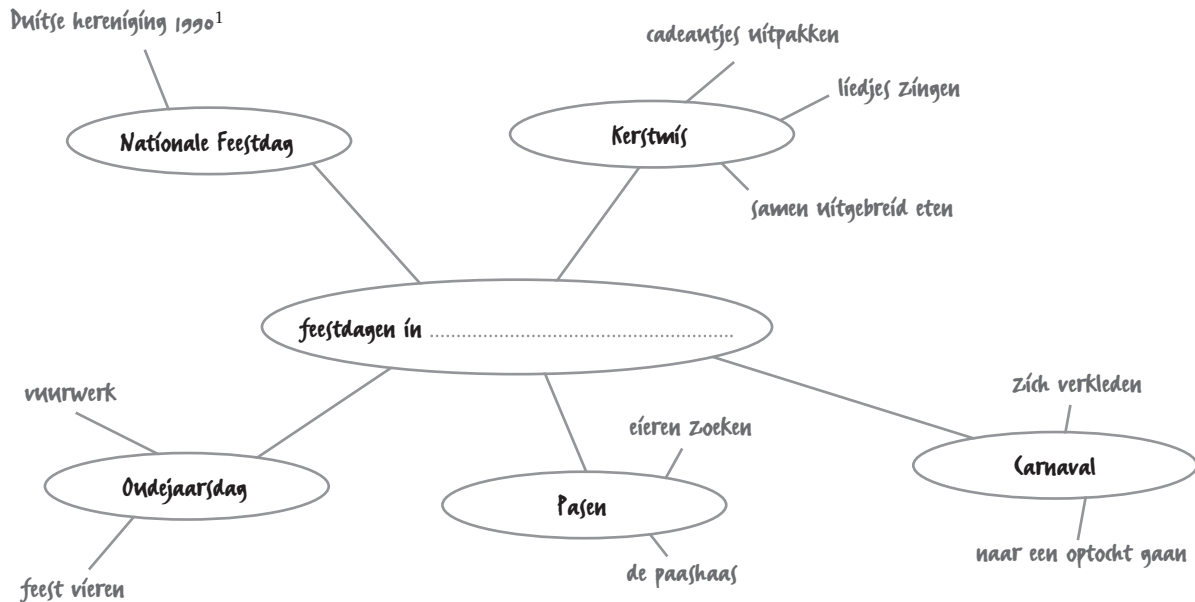 Duitse hereniging 1990¹
Nationale Feestdag
cadeautjes uitpakken
liedjes zingen
Kerstmis
samen uitgebreid eten
feestdagen in ......................................................
vuurwerk
Oudejaarsdag
feest vieren
eieren zoeken
Pasen
de paashaas
zich verkleden
Carnaval
naar een optocht gaan